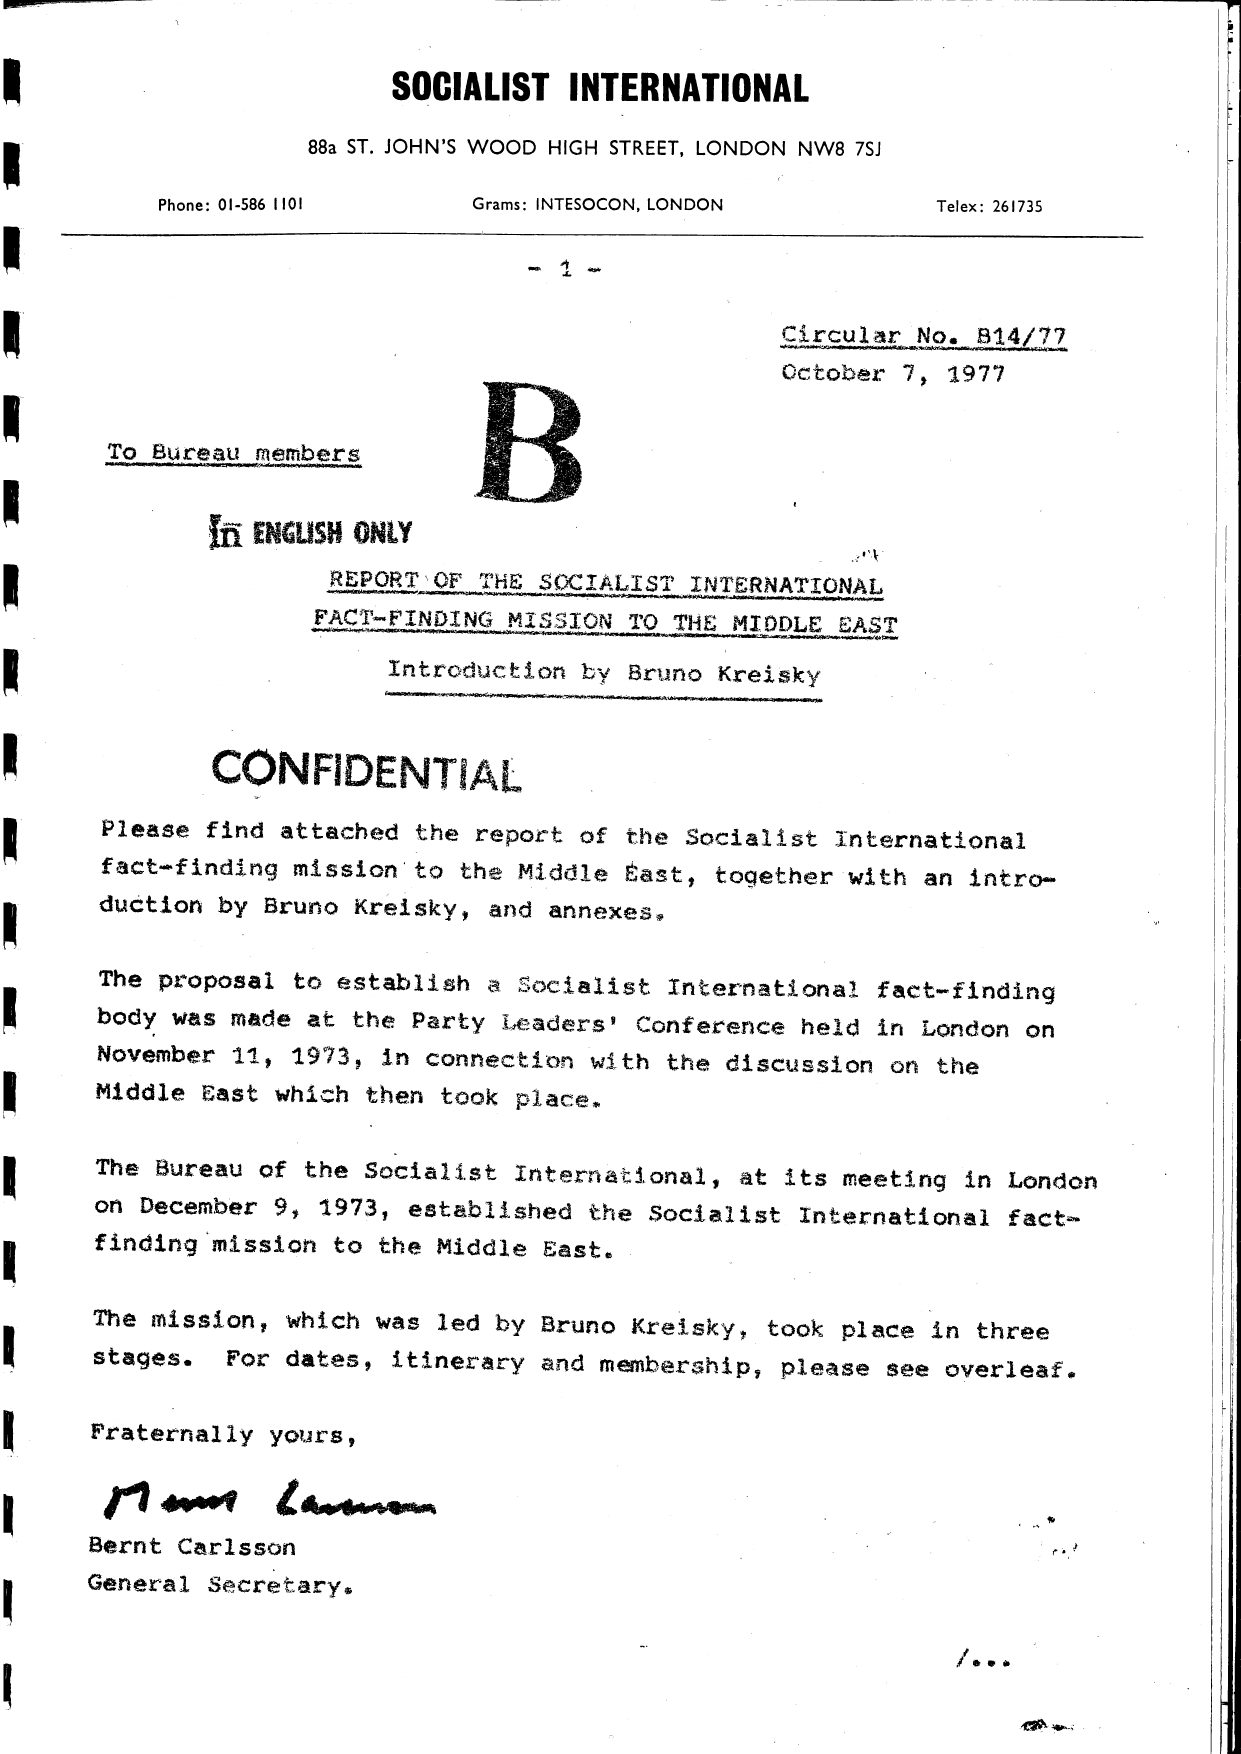 SOCIALIST INTERNATIONAL
88a ST. JOHN'S WOOD HIGH STREET, LONDON NW8 7SJ
Phone: 01-586 1101 Grams: INTESOCON, LONDON Telex: 261735
- 1 -
Circular No. B14/77
October 7, 1977
B
To Bureau members
In ENGLISH ONLY
REPORT OF THE SOCIALIST INTERNATIONAL
FACT-FINDING MISSION TO THE MIDDLE EAST
Introduction by Bruno Kreisky
CONFIDENTIAL
Please find attached the report of the Socialist International
fact-finding mission to the Middle East, together with an intro-
duction by Bruno Kreisky, and annexes.
The proposal to establish a Socialist International fact-finding
body was made at the Party Leaders' Conference held in London on
November 11, 1973, in connection with the discussion on the
Middle East which then took place.
The Bureau of the Socialist International, at its meeting in London
on December 9, 1973, established the Socialist International fact-
finding mission to the Middle East.
The mission, which was led by Bruno Kreisky, took place in three
stages. For dates, itinerary and membership, please see overleaf.
Fraternally yours,
Bernt Carlsson
General Secretary.
/...